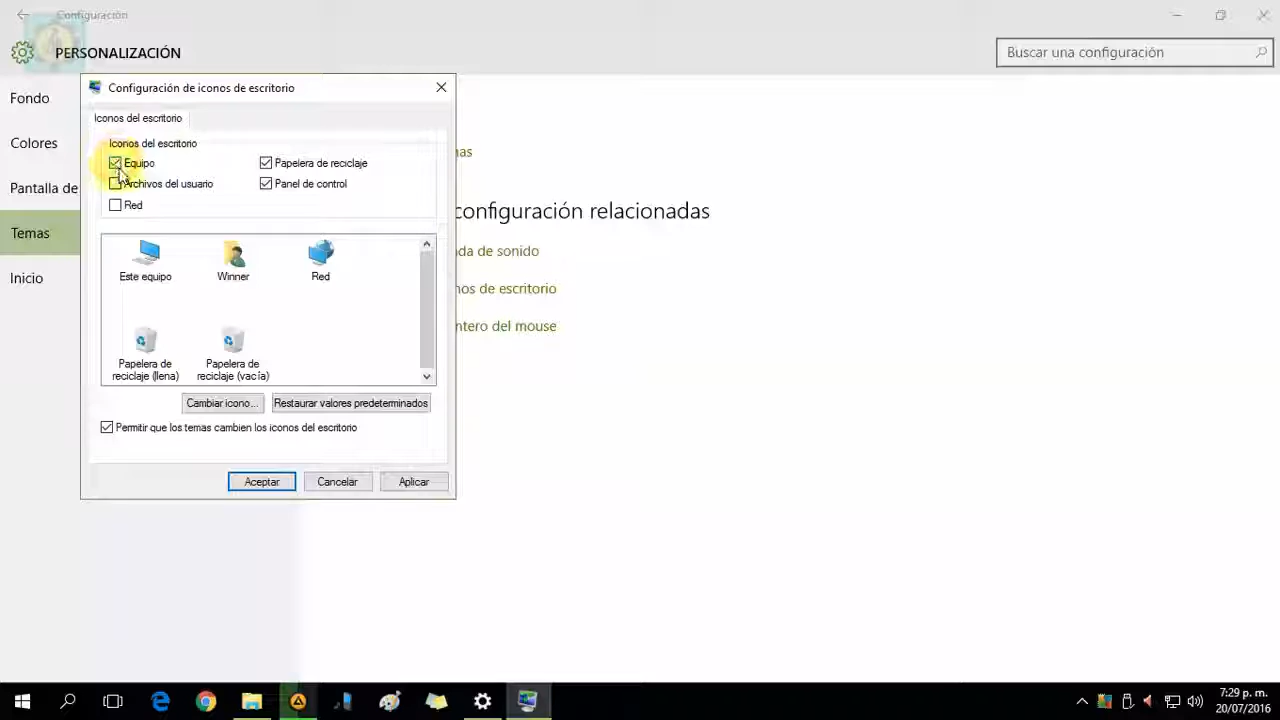 Configuración
PERSONALIZACIÓN
Buscar una configuración
Fondo
Colores
Pantalla de
Temas
Inicio
Configuración de iconos de escritorio
Iconos del escritorio
Iconos del escritorio
Equipo
Papelera de reciclaje
Archivos del usuario
Panel de control
Red
Este equipo
Winner
Red
Papelera de
reciclaje (llena)
Papelera de
reciclaje (vacía)
Cambiar icono...
Restaurar valores predeterminados
Permitir que los temas cambien los iconos del escritorio
Aceptar
Cancelar
Aplicar
mas
configuración relacionadas
ada de sonido
nos de escritorio
ntero del mouse
7:29 p. m.
20/07/2016